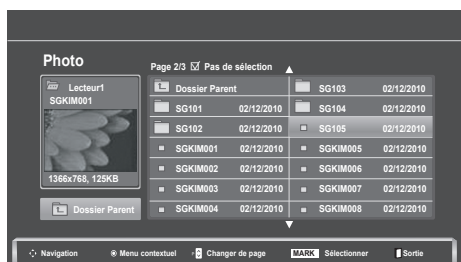 Photo
Page 2/3 ☑ Pas de sélection
Lecteur1
SGKIM001
1366x768, 125KB
Dossier Parent
Dossier Parent
SG101 02/12/2010
SG102 02/12/2010
SGKIM001 02/12/2010
SGKIM002 02/12/2010
SGKIM003 02/12/2010
SGKIM004 02/12/2010
SG103 02/12/2010
SG104 02/12/2010
SG105 02/12/2010
SGKIM005 02/12/2010
SGKIM006 02/12/2010
SGKIM007 02/12/2010
SGKIM008 02/12/2010
Navigation Menu contextuel P Changer de page MARK Sélectionner Sortie